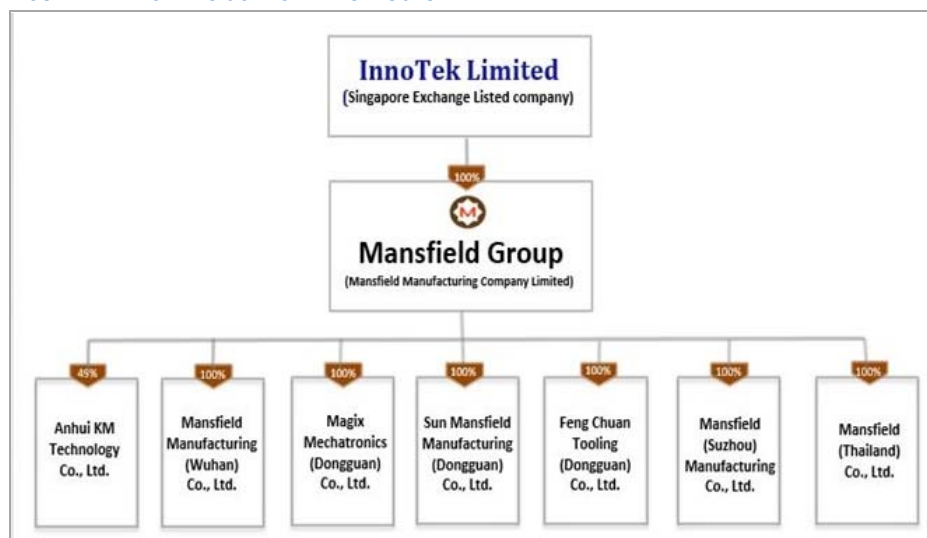 InnoTek Limited
(Singapore Exchange Listed company)
100%
M
Mansfield Group
(Mansfield Manufacturing Company Limited)
49%
100%
100%
100%
100%
100%
100%
Anhui KM
Technology
Co., Ltd.
Mansfield
Manufacturing
(Wuhan)
Co., Ltd.
Magix
Mechatronics
(Dongguan)
Co., Ltd.
Sun Mansfield
Manufacturing
(Dongguan)
Co., Ltd.
Feng Chuan
Tooling
(Dongguan)
Co., Ltd.
Mansfield
(Suzhou)
Manufacturing
Co., Ltd.
Mansfield
(Thailand)
Co., Ltd.